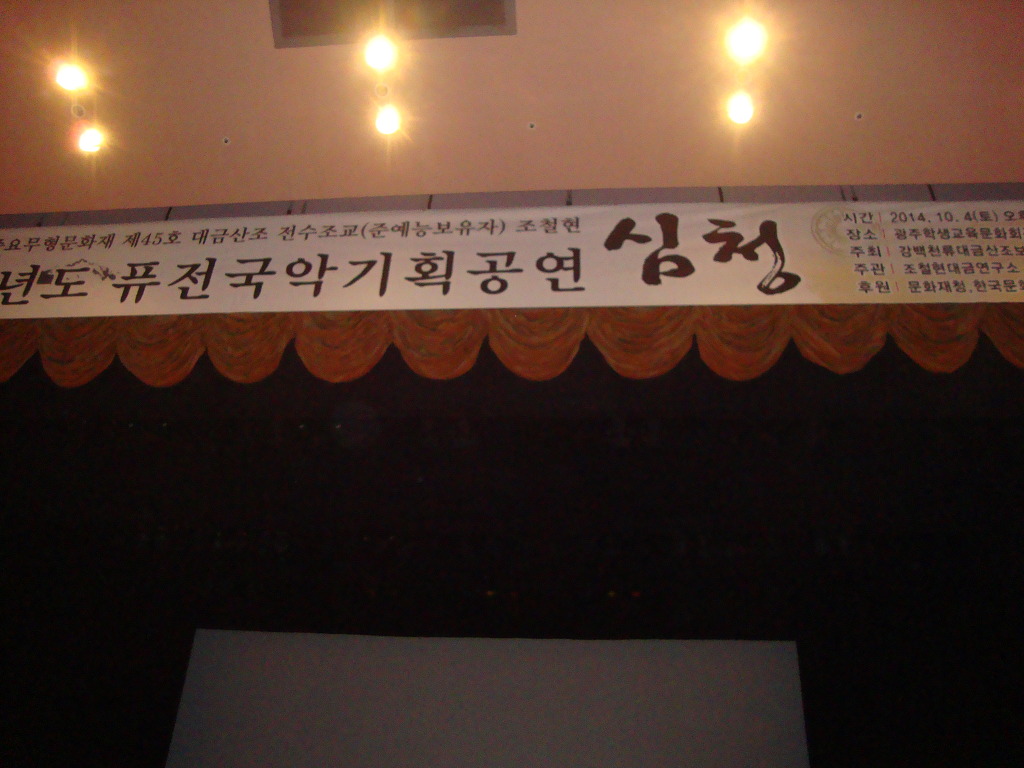 중요무형문화재 제45호 대금산조 전수조교(준예능보유자) 조철현
년도 퓨전국악기획공연 심청
시간 | 2014. 10. 4(토) 오후
장소 | 광주학생교육문화회
주최 | 강백천류대금산조보
주관 | 조철현대금연구소
후원 | 문화재청, 한국문화